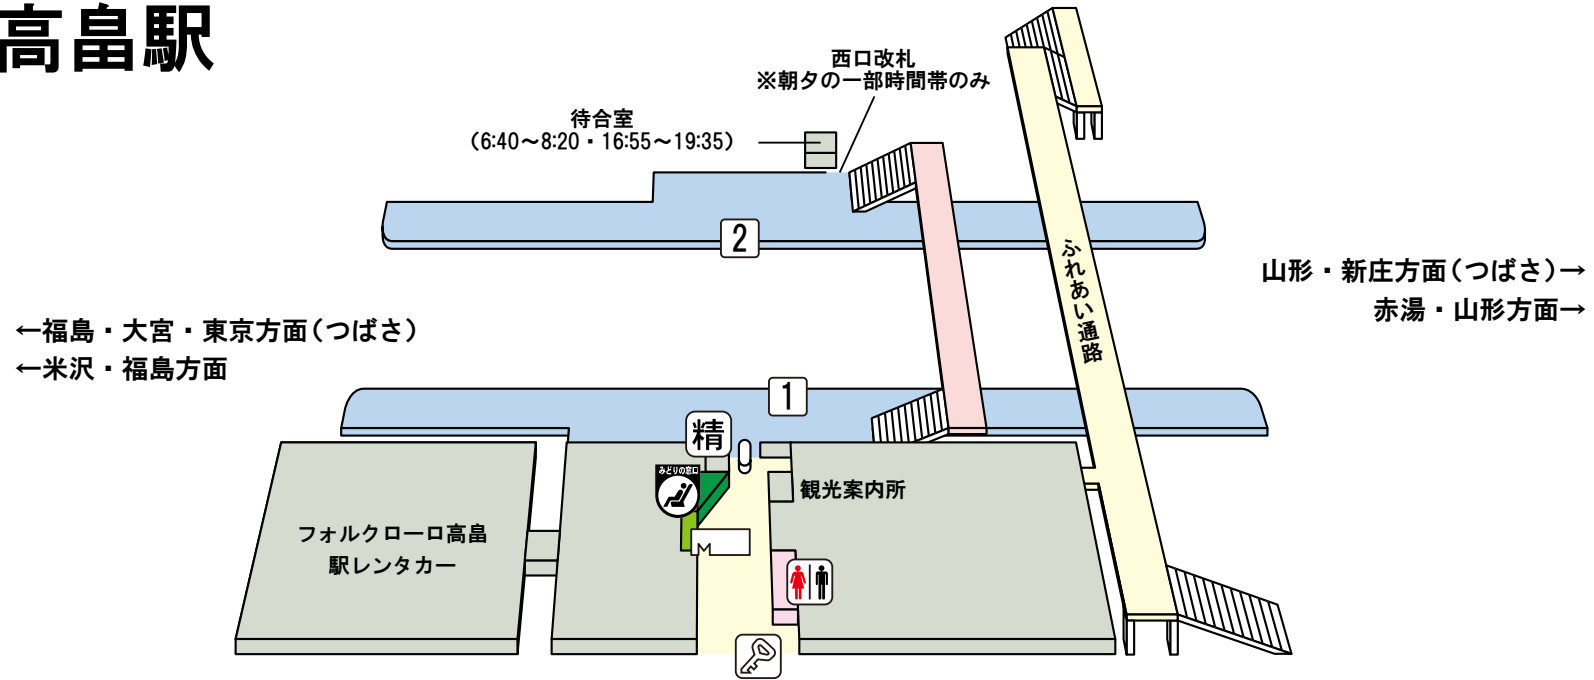 高畠駅
西口改札
※朝夕の一部時間帯のみ
待合室
(6:40~8:20・16:55~19:35)
2
ふれあい通路
山形・新庄方面(つばさ)→
赤湯・山形方面→
←福島・大宮・東京方面(つばさ)
←米沢・福島方面
1
精
みどりの窓口
観光案内所
フォルクローロ高畠
駅レンタカー
M